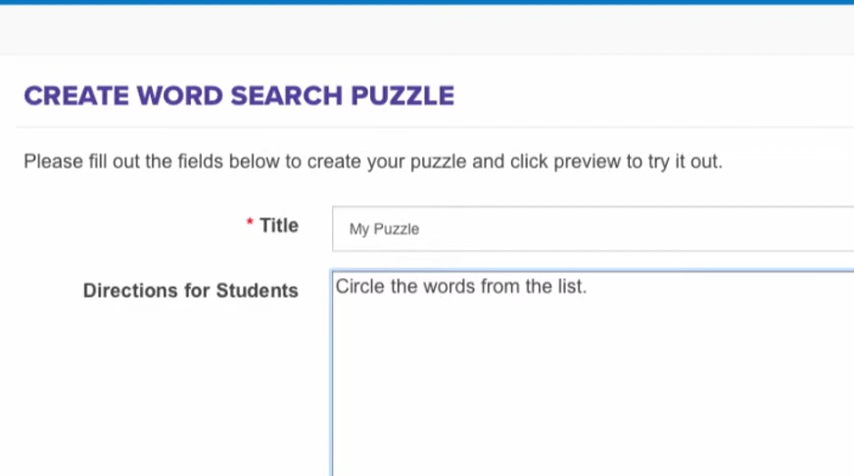 CREATE WORD SEARCH PUZZLE
Please fill out the fields below to create your puzzle and click preview to try it out.
* Title
My Puzzle
Directions for Students
Circle the words from the list.